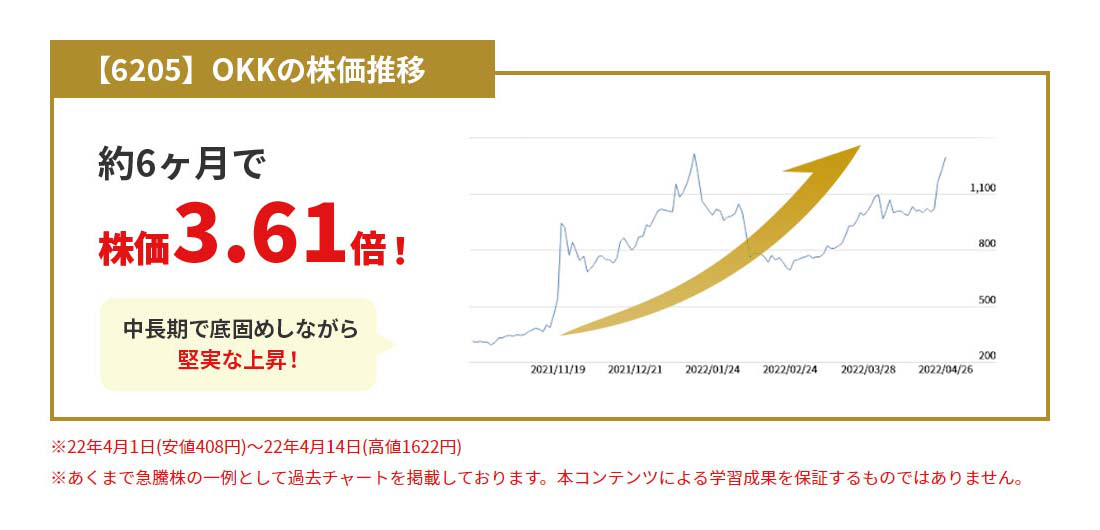 【6205】OKKの株価推移
約6ヶ月で
株価3.61倍！
中長期で底固めしながら
堅実な上昇！
1,100
800
500
200
2021/11/19 2021/12/21 2022/01/24 2022/02/24 2022/03/28 2022/04/26
※22年4月1日(安値408円)～22年4月14日(高値1622円)
※あくまで急騰株の一例として過去チャートを掲載しております。本コンテンツによる学習成果を保証するものではありません。